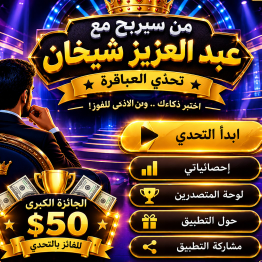 من سيربح مع
عبد العزيز شيخان
تحدّي العباقرة
اختبر ذكاءك .. ومن الأذكى للفوز!
ابدأ التحدي
إحصائياتي
لوحة المتصدرين
حول التطبيق
مشاركة التطبيق
الجائزة الكبرى
$50
للفائز بالتحدي